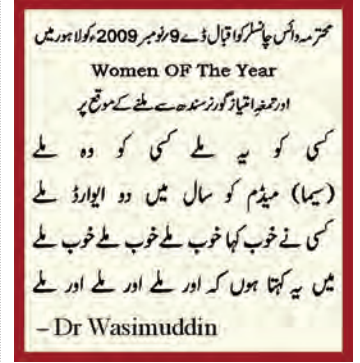 محترمہ وائس چانسلر کو اقبال ڈے 9/نومبر 2009ء کو لاہور میں
Women OF The Year
اور تمغہ امتیاز گورنر سندھ سے ملنے کے موقع پر
کسی کو یہ ملے کسی کو وہ ملے
(سیما) میڈم کو سال میں دو ایوارڈ ملے
کسی نے خوب کہا خوب ملے خوب ملے خوب ملے
میں یہ کہتا ہوں کہ اور ملے اور ملے اور ملے
– Dr Wasimuddin